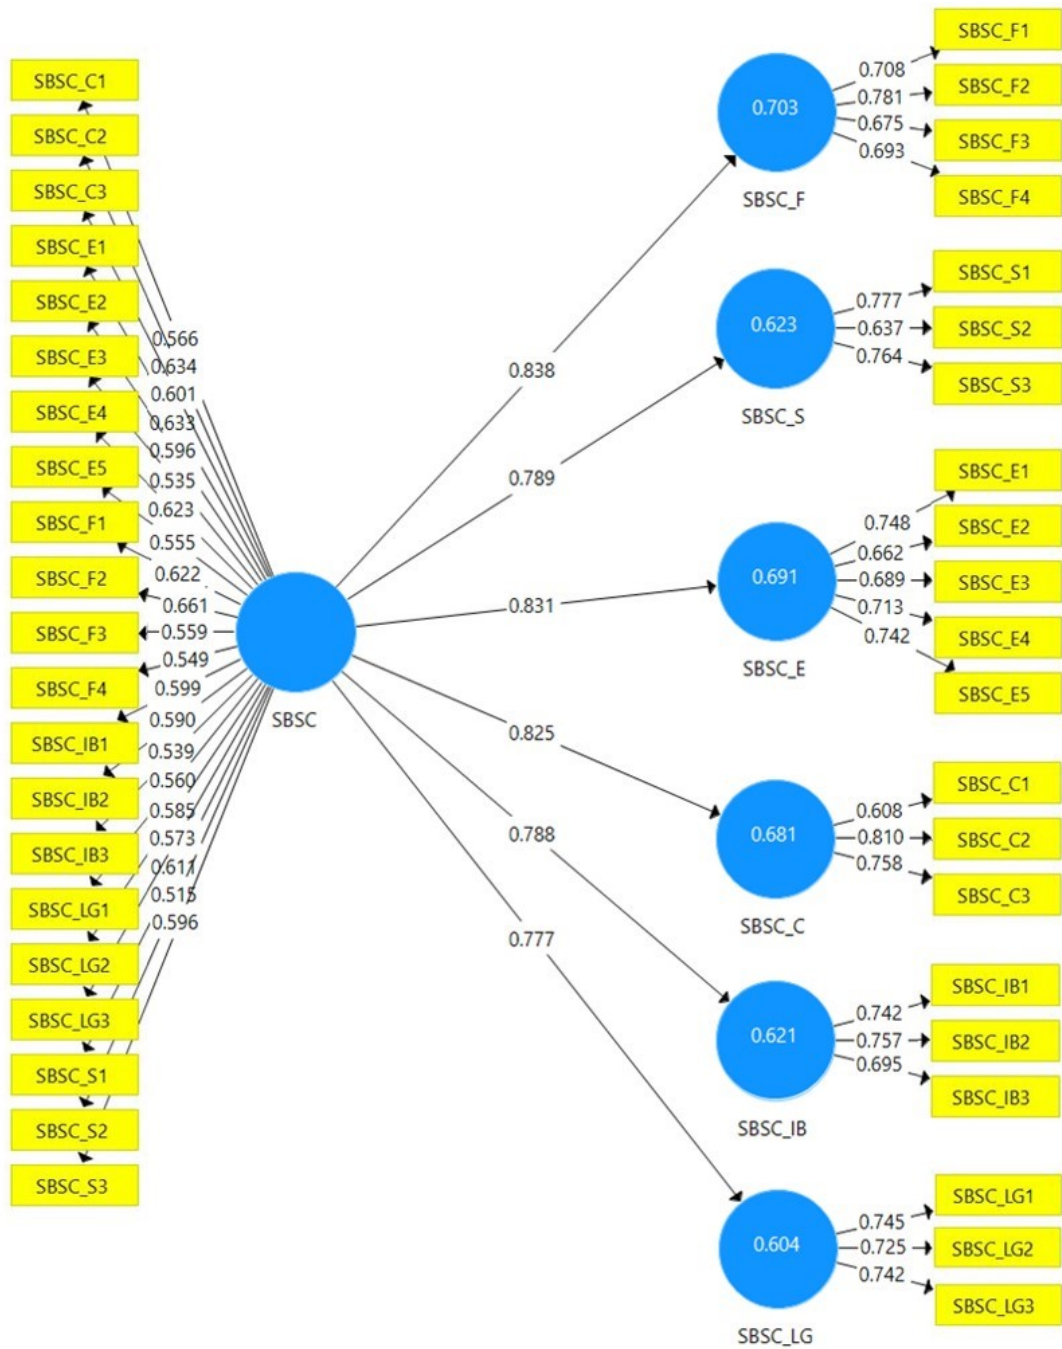 SBSC_C1
SBSC_C2
SBSC_C3
SBSC_E1
SBSC_E2
SBSC_E3
SBSC_E4
SBSC_E5
SBSC_F1
SBSC_F2
SBSC_F3
SBSC_F4
SBSC_IB1
SBSC_IB2
SBSC_IB3
SBSC_LG1
SBSC_LG2
SBSC_LG3
SBSC_S1
SBSC_S2
SBSC_S3
0.566
0.634
0.601
0.633
0.596
0.535
0.623
0.555
0.622
0.661
0.559
0.549
0.599
0.590
0.539
0.560
0.585
0.573
0.611
0.515
0.596
SBSC
0.838
0.789
0.831
0.825
0.788
0.777
0.703
SBSC_F
0.708
0.781
0.675
0.693
SBSC_F1
SBSC_F2
SBSC_F3
SBSC_F4
0.623
SBSC_S
0.777
0.637
0.764
SBSC_S1
SBSC_S2
SBSC_S3
0.691
SBSC_E
0.748
0.662
0.689
0.713
0.742
SBSC_E1
SBSC_E2
SBSC_E3
SBSC_E4
SBSC_E5
0.681
SBSC_C
0.608
0.810
0.758
SBSC_C1
SBSC_C2
SBSC_C3
0.621
SBSC_IB
0.742
0.757
0.695
SBSC_IB1
SBSC_IB2
SBSC_IB3
0.604
SBSC_LG
0.745
0.725
0.742
SBSC_LG1
SBSC_LG2
SBSC_LG3